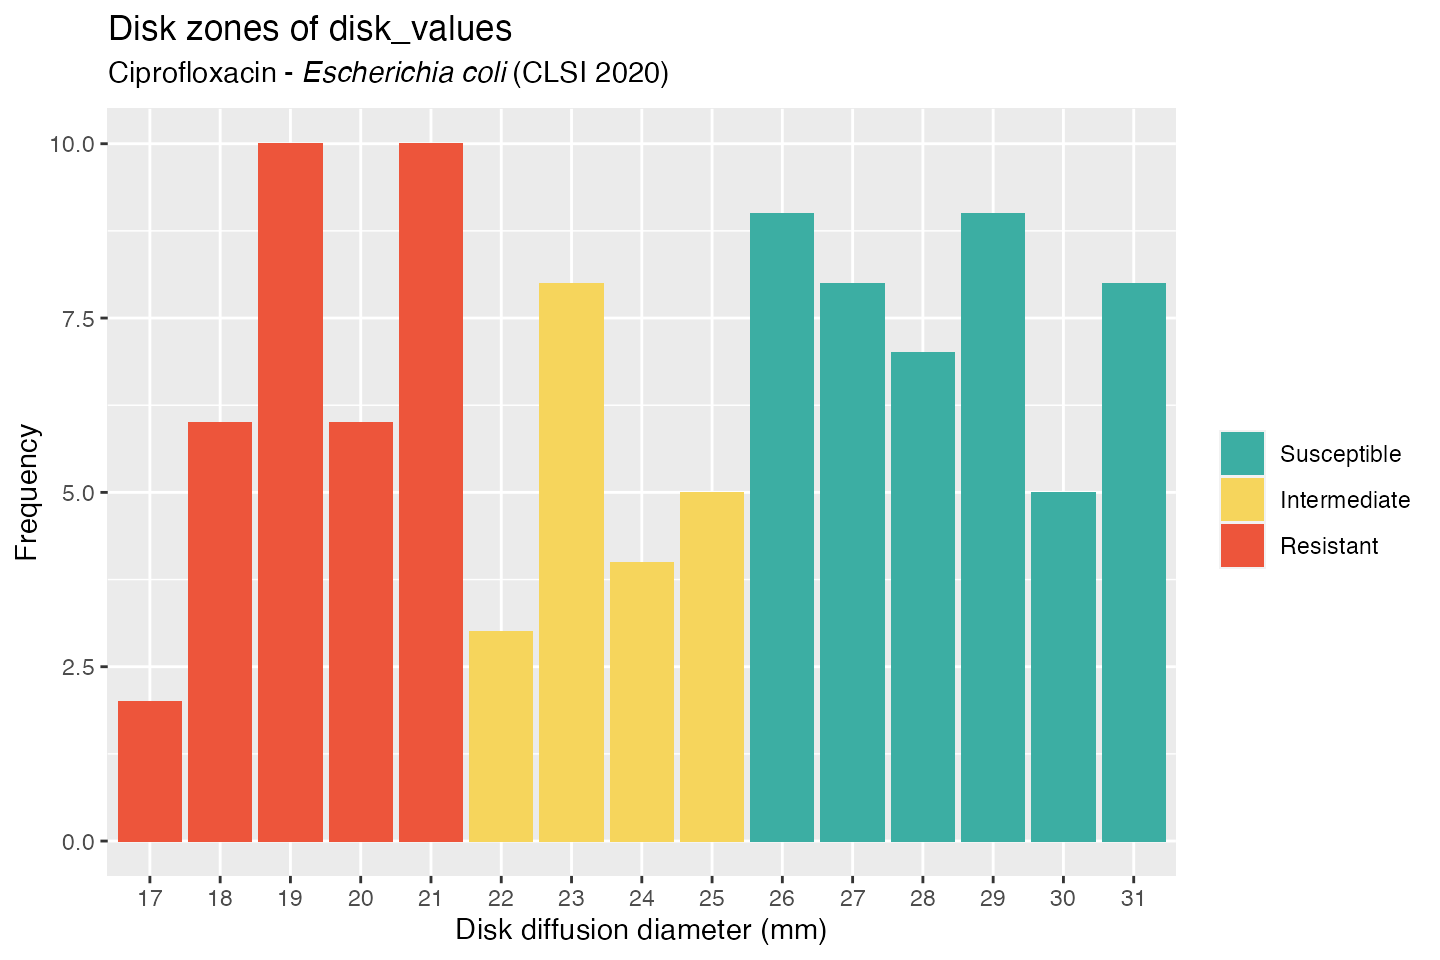 Disk zones of disk_values
Ciprofloxacin - Escherichia coli (CLSI 2020)
Frequency
10.0
7.5
5.0
2.5
0.0
17 18 19 20 21 22 23 24 25 26 27 28 29 30 31
Disk diffusion diameter (mm)
Susceptible
Intermediate
Resistant